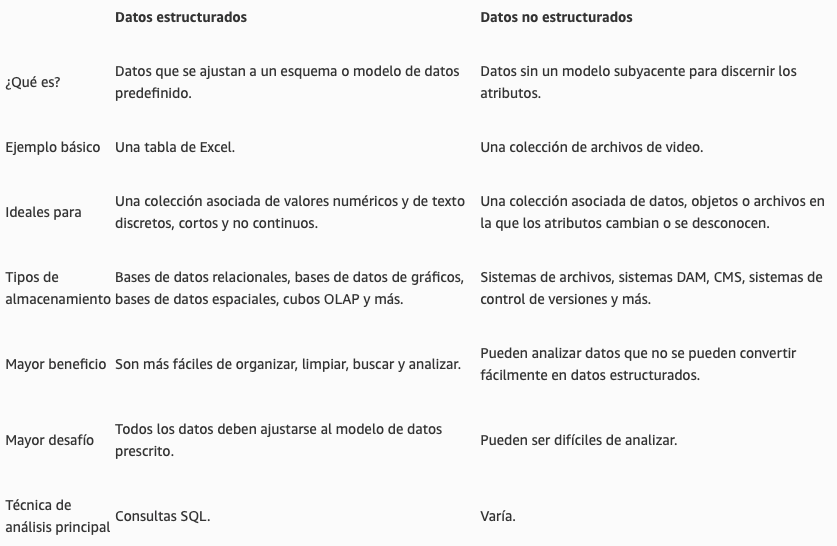 Datos estructurados
Datos no estructurados
¿Qué es?
Datos que se ajustan a un esquema o modelo de datos
predefinido.
Datos sin un modelo subyacente para discernir los
atributos.
Ejemplo básico
Una tabla de Excel.
Una colección de archivos de video.
Ideales para
Una colección asociada de valores numéricos y de texto
discretos, cortos y no continuos.
Una colección asociada de datos, objetos o archivos en
la que los atributos cambian o se desconocen.
Tipos de
almacenamiento
Bases de datos relacionales, bases de datos de gráficos,
bases de datos espaciales, cubos OLAP y más.
Sistemas de archivos, sistemas DAM, CMS, sistemas de
control de versiones y más.
Mayor beneficio
Son más fáciles de organizar, limpiar, buscar y analizar.
Pueden analizar datos que no se pueden convertir
fácilmente en datos estructurados.
Mayor desafío
Todos los datos deben ajustarse al modelo de datos
prescrito.
Pueden ser difíciles de analizar.
Técnica de
análisis principal
Consultas SQL.
Varía.